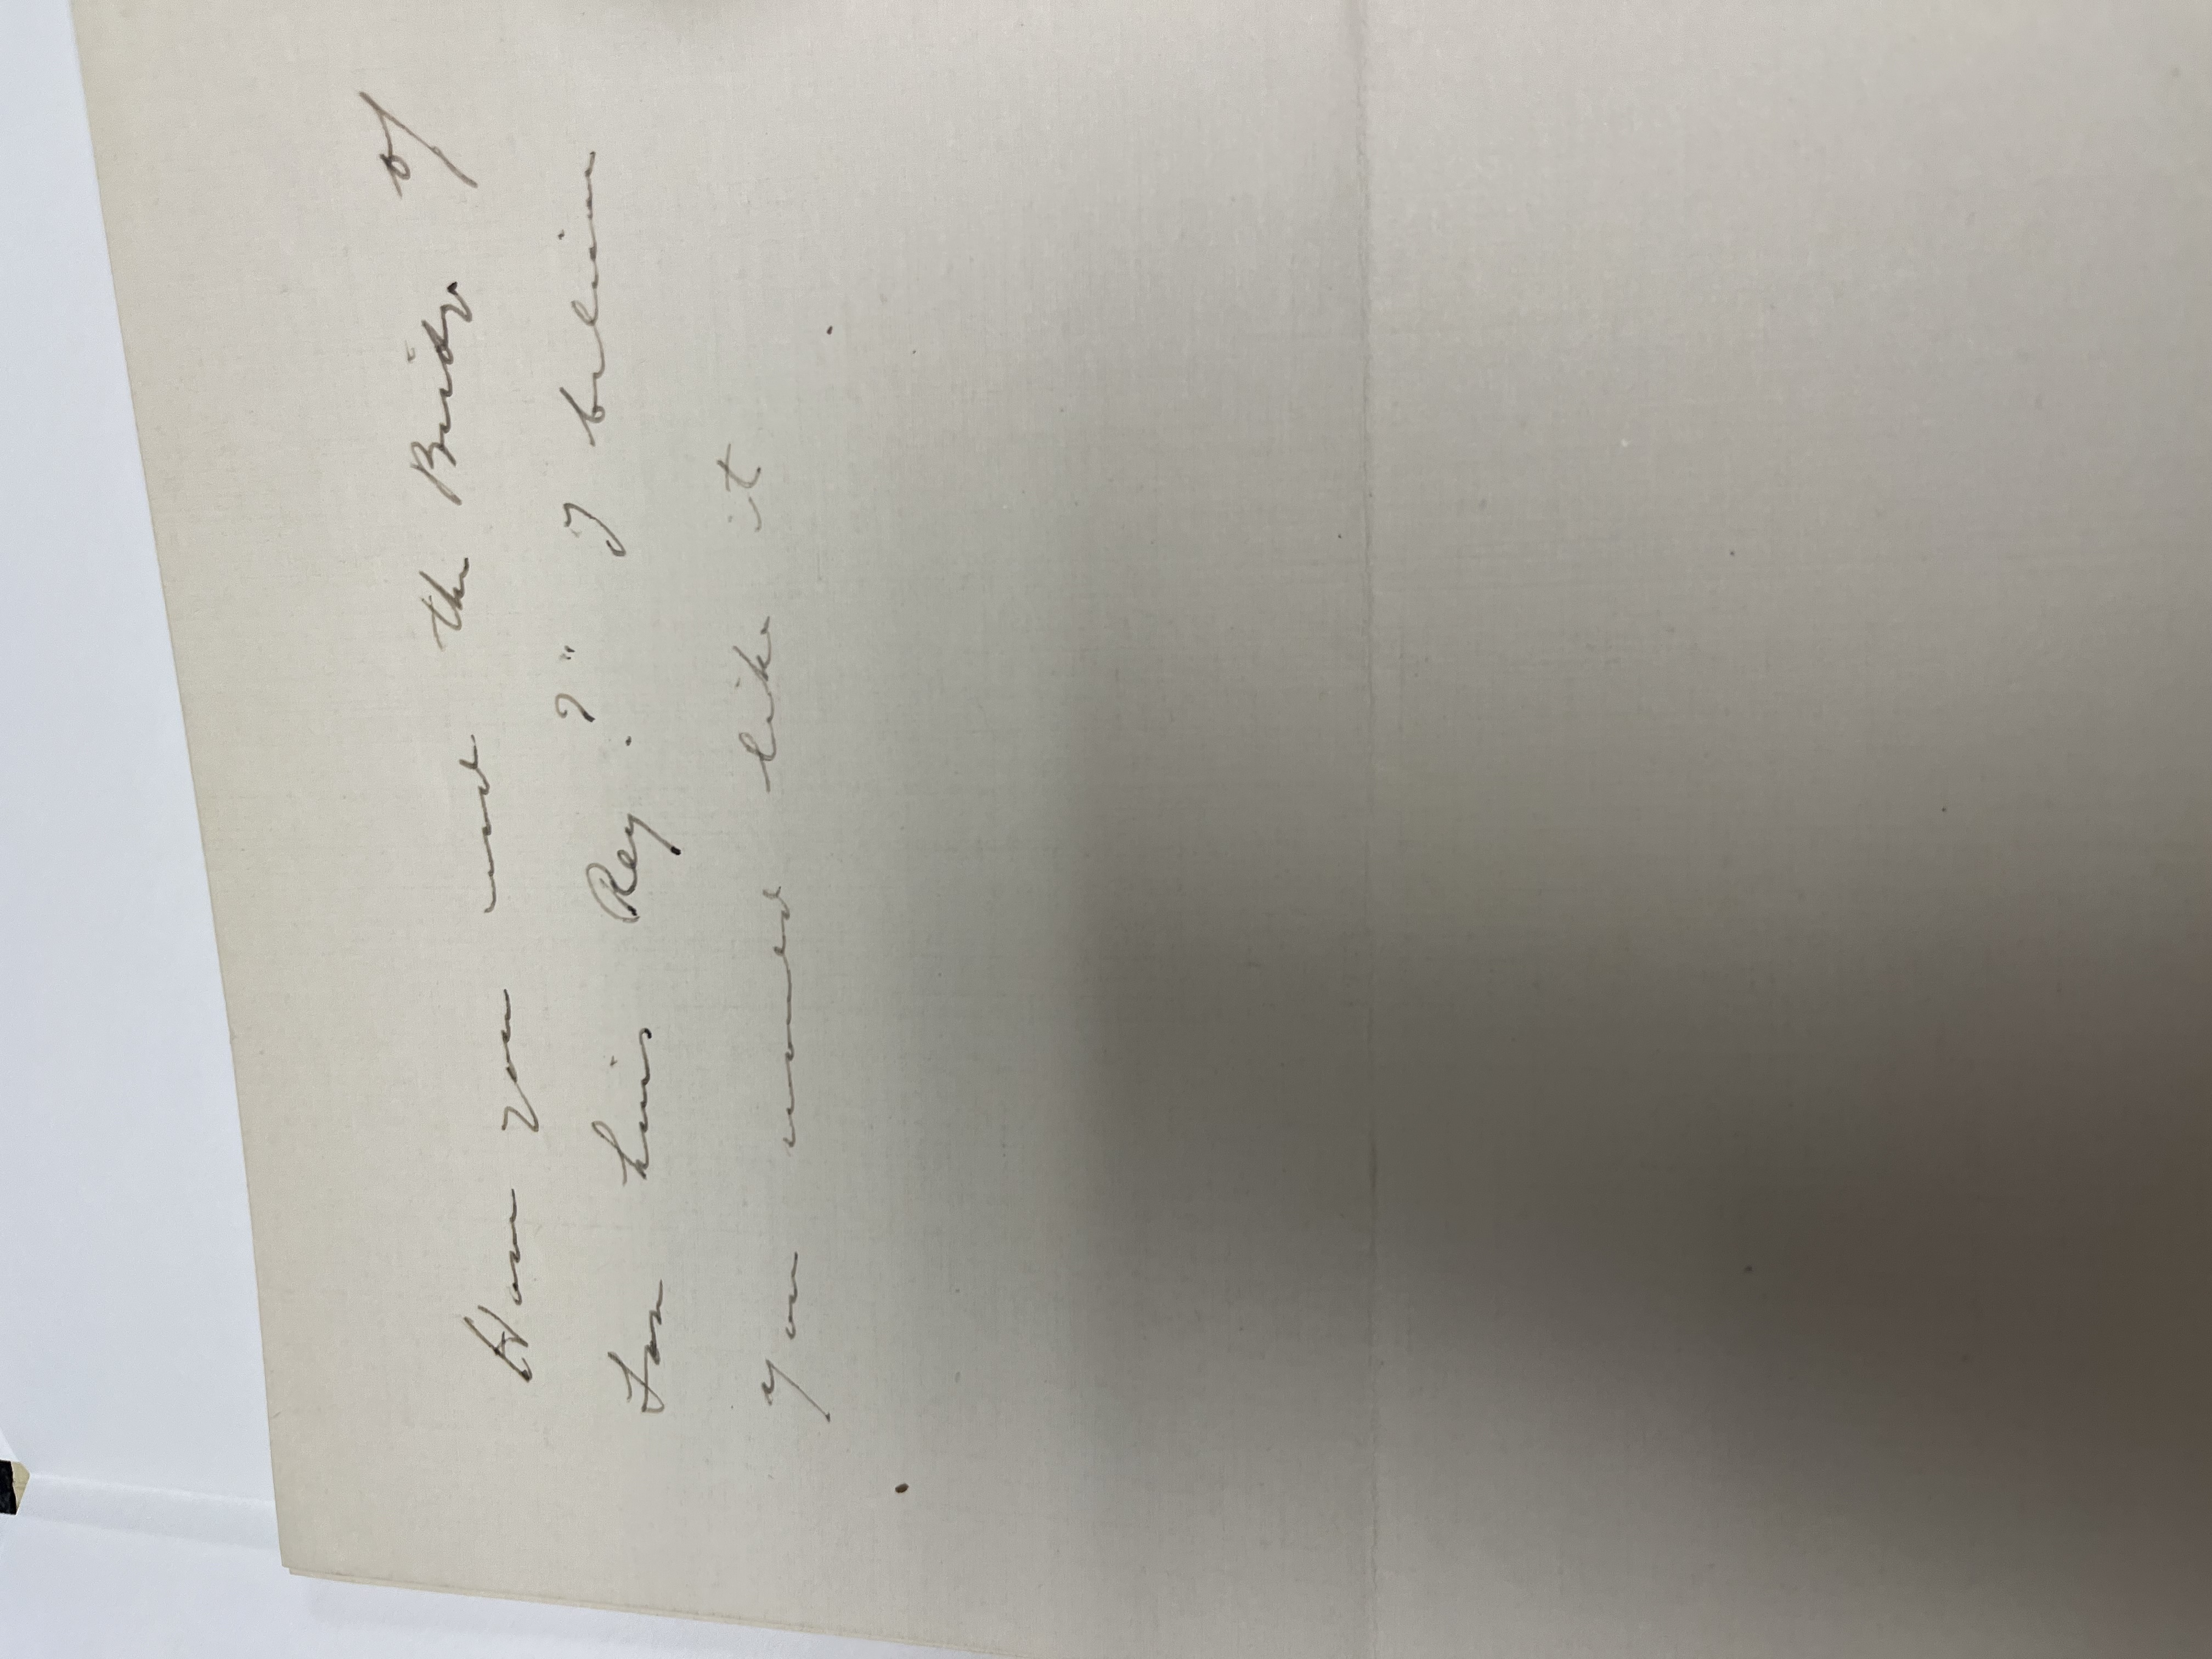 Have you read the Bridge of
San Luis Rey?" I believe
you would like it